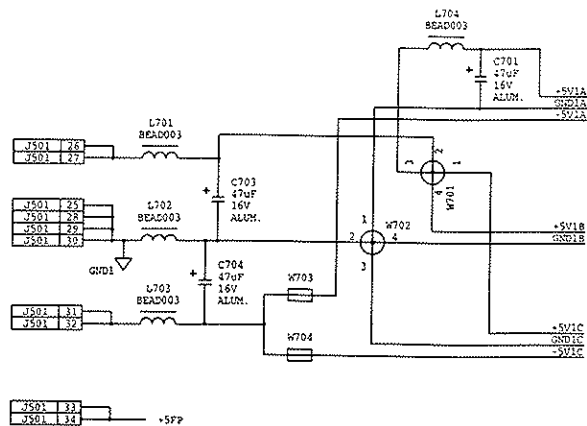 L704
BEAD003
C701
+ 47uF
16V
ALUM.
+5V1A
GND1A
-5V1A
L701
BEAD003
J501 26
J501 27
2
3 1
4
W701
C703
+ 47uF
16V
ALUM.
J501 25
J501 28
J501 29
J501 30
L702
BEAD003
GND1
1
W702
2 4
3
+5V1B
GND1B
C704
+ 47uF
16V
ALUM.
W703
L703
BEAD003
J501 31
J501 32
W704
+5V1C
GND1C
-5V1C
J501 33
J501 34
+5FP